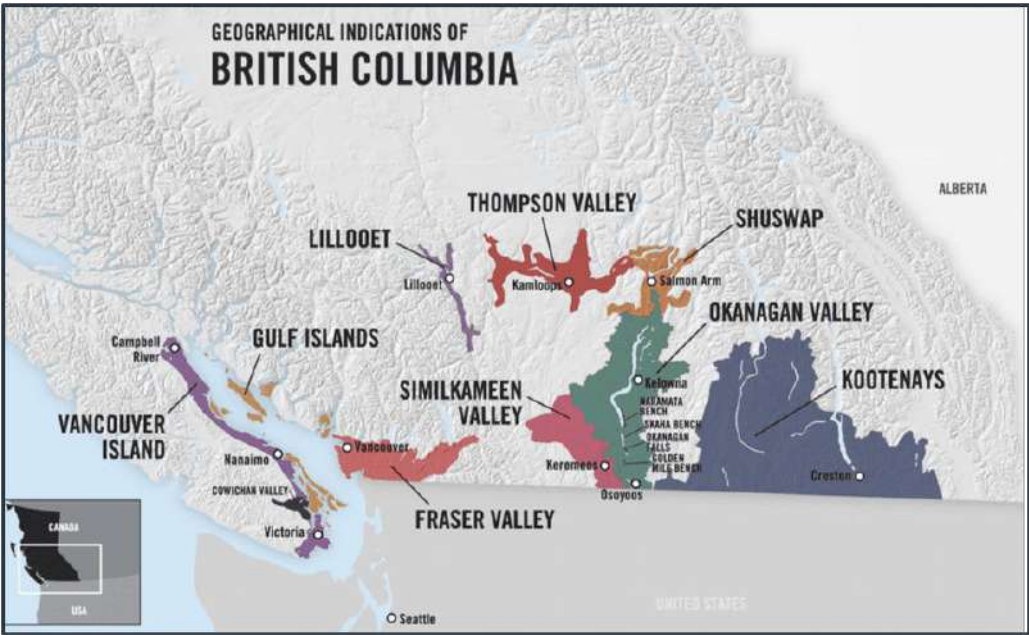 GEOGRAPHICAL INDICATIONS OF
BRITISH COLUMBIA
ALBERTA
THOMPSON VALLEY
SHUSWAP
LILLOOET
Lillooet
Kamloops
Salmon Arm
OKANAGAN VALLEY
Campbell
River
GULF ISLANDS
SIMILKAMEEN
VALLEY
Kelowna
KOOTENAYS
NARAMATA
BENCH
SKAHA BENCH
OKANAGAN
FALLS
GOLDEN
MILE BENCH
VANCOUVER
ISLAND
Vancouver
Nanaimo
Keremeos
Creston
COWICHAN VALLEY
Osoyoos
FRASER VALLEY
Victoria
CANADA
USA
UNITED STATES
Seattle